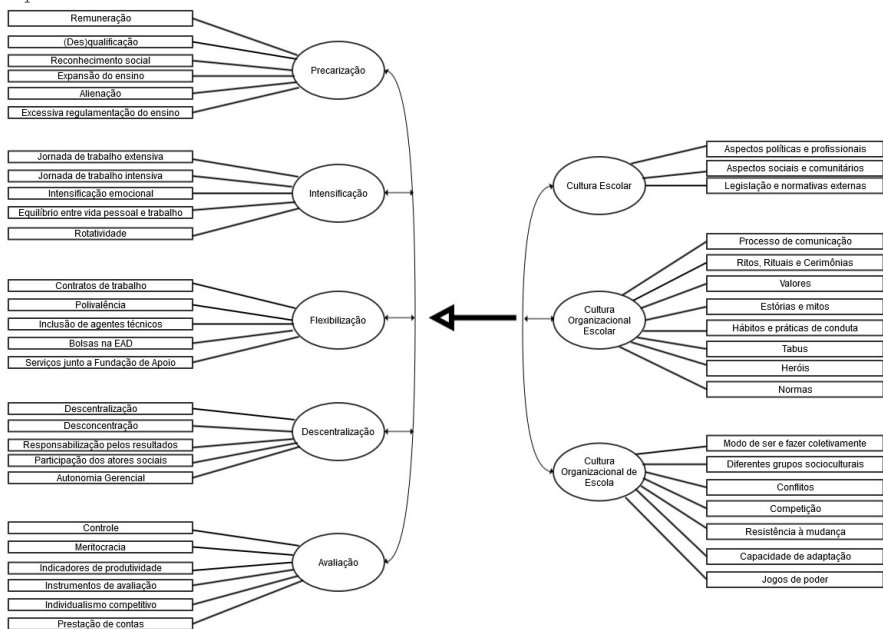 Remuneração
(Des)qualificação
Reconhecimento social
Expansão do ensino
Alienação
Excessiva regulamentação do ensino
Precarização
Jornada de trabalho extensiva
Jornada de trabalho intensiva
Intensificação emocional
Equilíbrio entre vida pessoal e trabalho
Rotatividade
Intensificação
Contratos de trabalho
Polivalência
Inclusão de agentes técnicos
Bolsas na EAD
Serviços junto a Fundação de Apoio
Flexibilização
Descentralização
Desconcentração
Responsabilização pelos resultados
Participação dos atores sociais
Autonomia Gerencial
Descentralização
Controle
Meritocracia
Indicadores de produtividade
Instrumentos de avaliação
Individualismo competitivo
Prestação de contas
Avaliação
Cultura Escolar
Aspectos políticas e profissionais
Aspectos sociais e comunitários
Legislação e normativas externas
Cultura
Organizacional
Escolar
Processo de comunicação
Ritos, Rituais e Cerimônias
Valores
Estórias e mitos
Hábitos e práticas de conduta
Tabus
Heróis
Normas
Cultura
Organizacional de
Escola
Modo de ser e fazer coletivamente
Diferentes grupos socioculturais
Conflitos
Competição
Resistência à mudança
Capacidade de adaptação
Jogos de poder